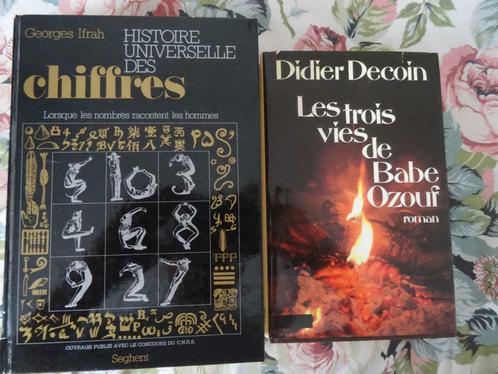 Georges Ifrah
HISTOIRE
UNIVERSELLE
DES
chiffres
Lorsque les nombres racontent les hommes
OUVRAGE PUBLIÉ AVEC LE CONCOURS DU C.N.R.S.
Seghers
Didier Decoin
Les trois
vies de
Babe
Ozouf
roman